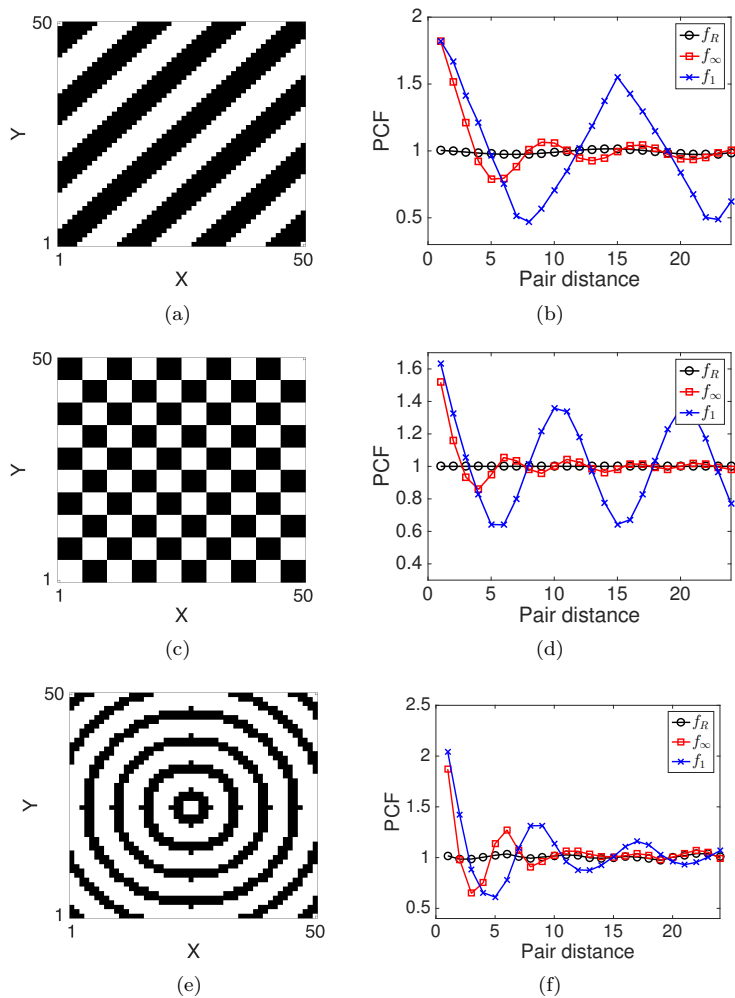 50
Y
1
1
50
X
(a)
2
1.5
1
0.5
PCF
0
5
10
15
20
Pair distance
f_R
f_∞
f_1
(b)
50
Y
1
1
50
X
(c)
1.6
1.4
1.2
1
0.8
0.6
0.4
PCF
0
5
10
15
20
Pair distance
f_R
f_∞
f_1
(d)
50
Y
1
1
50
X
(e)
2.5
2
1.5
1
0.5
PCF
0
5
10
15
20
Pair distance
f_R
f_∞
f_1
(f)